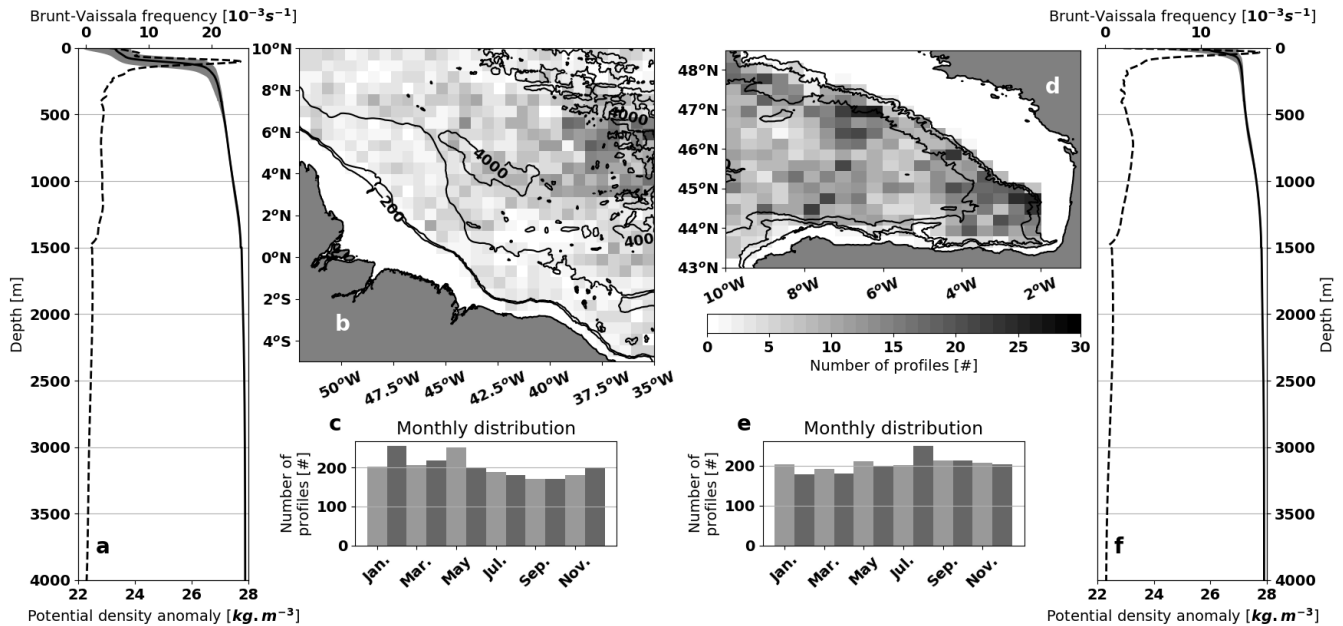 Brunt-Vaissala frequency [10⁻³s⁻¹]
0 10 20
0
500
1000
1500
2000
2500
3000
3500
4000
Depth [m]
a
22 24 26 28
Potential density anomaly [kg.m⁻³]
10°N
8°N
6°N
4°N
2°N
0°N
2°S
4°S
4000
4000
400
200
b
50°W 47.5°W 45°W 42.5°W 40°W 37.5°W 35°W
c
Monthly distribution
Number of
profiles [#]
200
100
0
Jan. Mar. May Jul. Sep. Nov.
48°N
47°N
46°N
45°N
44°N
43°N
d
10°W 8°W 6°W 4°W 2°W
0 5 10 15 20 25 30
Number of profiles [#]
e
Monthly distribution
Number of
profiles [#]
200
100
0
Jan. Mar. May Jul. Sep. Nov.
Brunt-Vaissala frequency [10⁻³s⁻¹]
0 10
0
500
1000
1500
2000
2500
3000
3500
4000
Depth [m]
f
22 24 26 28
Potential density anomaly [kg.m⁻³]